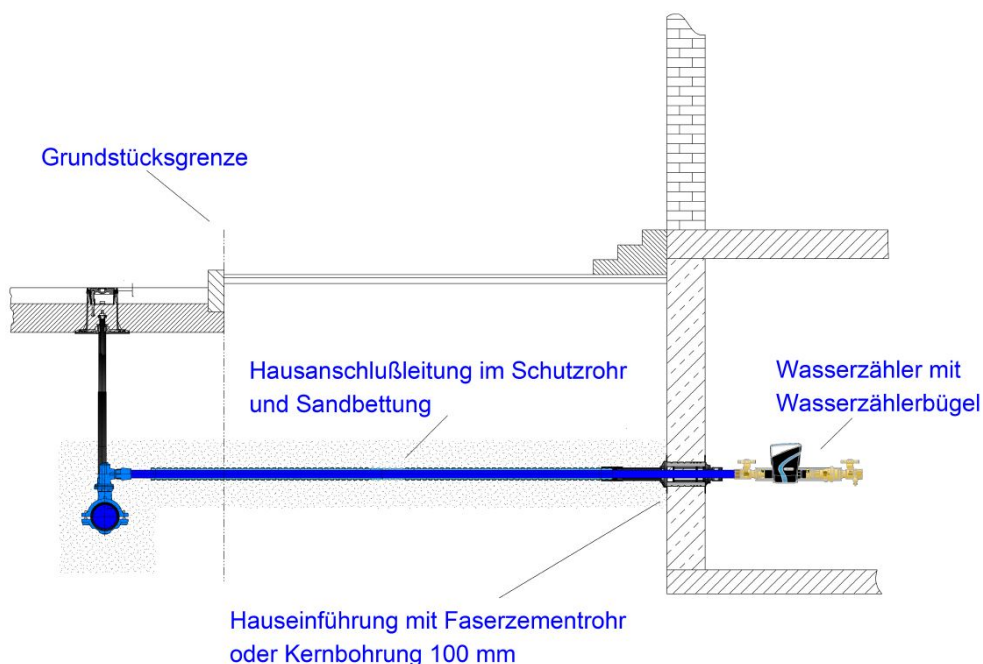 Grundstücksgrenze
Hausanschlußleitung im Schutzrohr
und Sandbettung
Wasserzähler mit
Wasserzählerbügel
Hauseinführung mit Faserzementrohr
oder Kernbohrung 100 mm